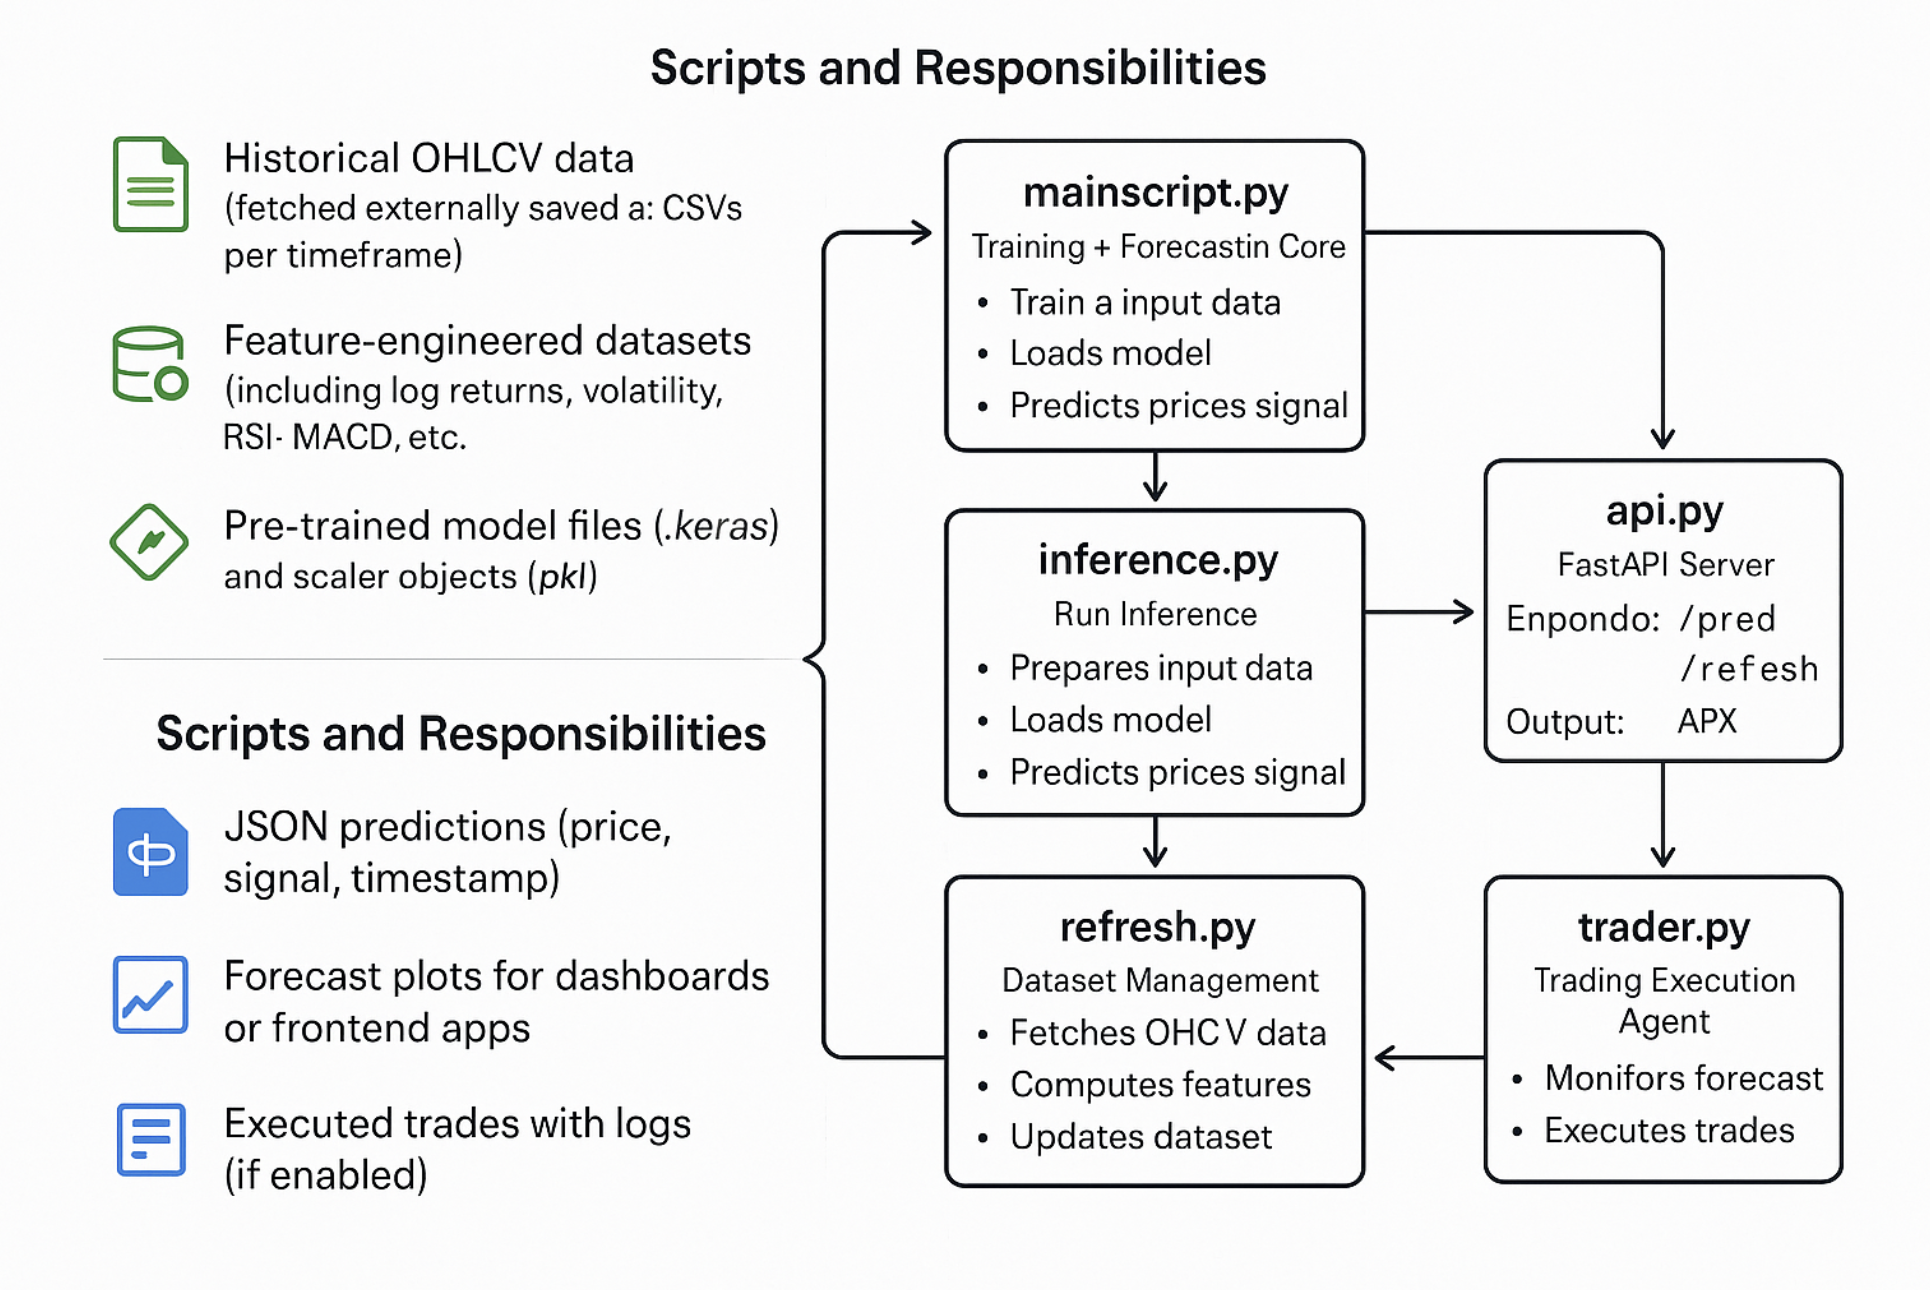 Scripts and Responsibilities
Historical OHLCV data
(fetched externally saved a: CSVs
per timeframe)
Feature-engineered datasets
(including log returns, volatility,
RSI- MACD, etc.
Pre-trained model files (.keras)
and scaler objects (pkl)
Scripts and Responsibilities
JSON predictions (price,
signal, timestamp)
Forecast plots for dashboards
or frontend apps
Executed trades with logs
(if enabled)
mainscript.py
Training + Forecastin Core
• Train a input data
• Loads model
• Predicts prices signal
inference.py
Run Inference
• Prepares input data
• Loads model
• Predicts prices signal
refresh.py
Dataset Management
• Fetches OHCV data
• Computes features
• Updates dataset
api.py
FastAPI Server
Enpondo: /pred
/refesh
Output: APX
trader.py
Trading Execution
Agent
• Monifors forecast
• Executes trades